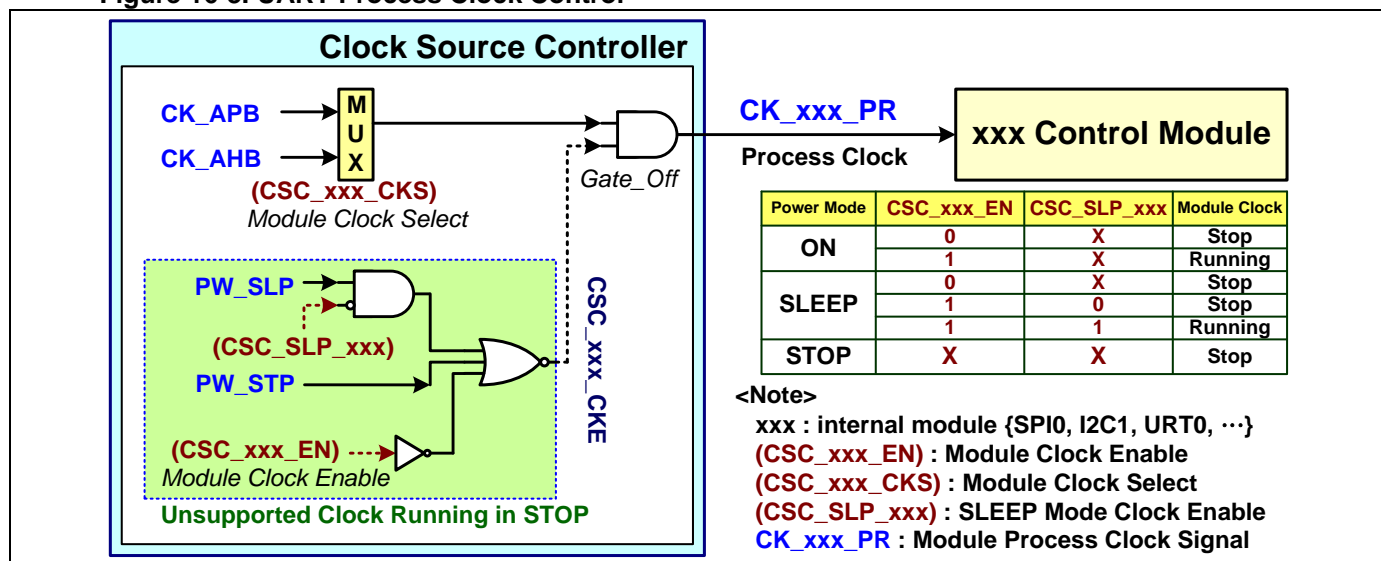 Clock Source Controller
CK_APB
CK_AHB
M
U
X
(CSC_xxx_CKS)
Module Clock Select
Gate_Off
PW_SLP
(CSC_SLP_xxx)
PW_STP
(CSC_xxx_EN)
Module Clock Enable
Unsupported Clock Running in STOP
CSC_xxx_CKE
CK_xxx_PR
Process Clock
xxx Control Module
Power Mode CSC_xxx_EN CSC_SLP_xxx Module Clock
ON 0 X Stop
1 X Running
SLEEP 0 X Stop
1 0 Stop
1 1 Running
STOP X X Stop
<Note>
xxx : internal module {SPI0, I2C1, URT0, ⋯}
(CSC_xxx_EN) : Module Clock Enable
(CSC_xxx_CKS) : Module Clock Select
(CSC_SLP_xxx) : SLEEP Mode Clock Enable
CK_xxx_PR : Module Process Clock Signal